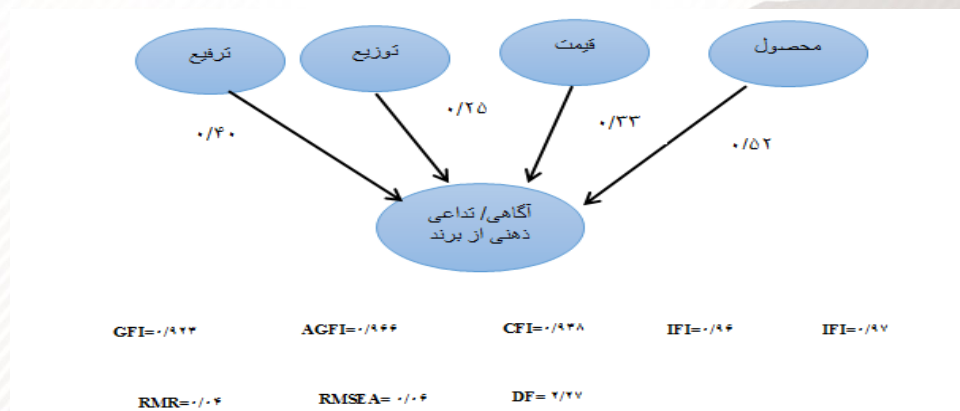 محصول
قیمت
توزیع
ترفیع
۰/۵۲
۰/۳۳
۰/۲۵
۰/۴۰
آگاهی/ تداعی
ذهنی از برند
GFI=۰/۹۲۳ AGFI=۰/۹۶۶ CFI=۰/۹۳۸ IFI=۰/۹۶ IFI=۰/۹۷
RMR=۰/۰۴ RMSEA= ۰/۰۶ DF= ۲/۲۷